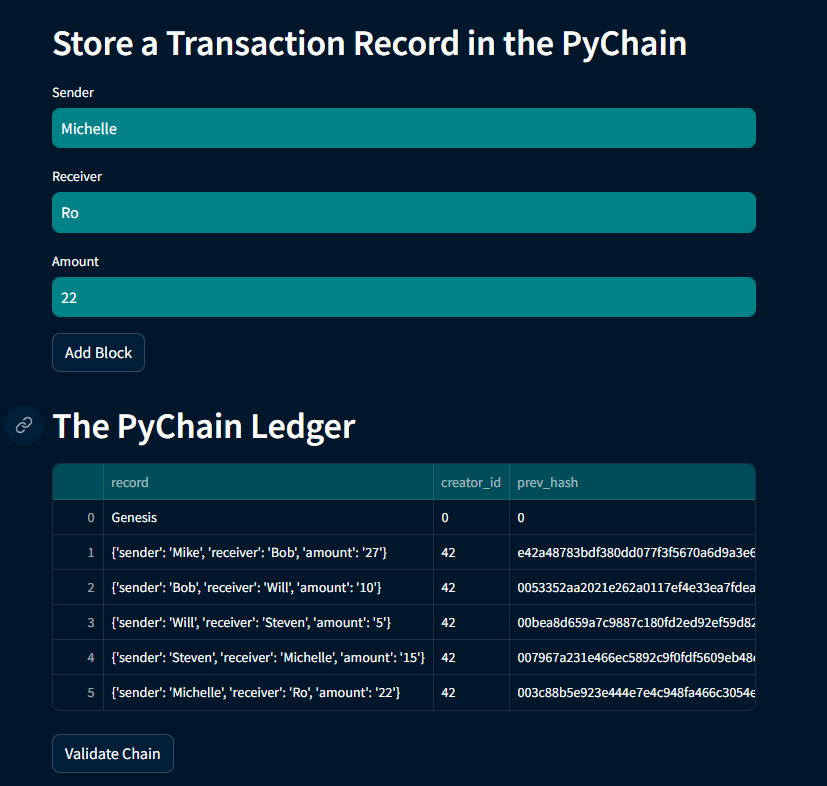 Store a Transaction Record in the PyChain
Sender
Michelle
Receiver
Ro
Amount
22
Add Block
The PyChain Ledger
record creator_id prev_hash
0 Genesis 0 0
1 {'sender': 'Mike', 'receiver': 'Bob', 'amount': '27'} 42 e42a48783bdf380dd077f3f5670a6d9a3e6
2 {'sender': 'Bob', 'receiver': 'Will', 'amount': '10'} 42 0053352aa2021e262a0117ef4e33ea7fdea
3 {'sender': 'Will', 'receiver': 'Steven', 'amount': '5'} 42 00bea8d659a7c9887c180fd2ed92ef59d82
4 {'sender': 'Steven', 'receiver': 'Michelle', 'amount': '15'} 42 007967a231e466ec5892c9f0fdf5609eb48
5 {'sender': 'Michelle', 'receiver': 'Ro', 'amount': '22'} 42 003c88b5e923e444e7e4c948fa466c3054e
Validate Chain